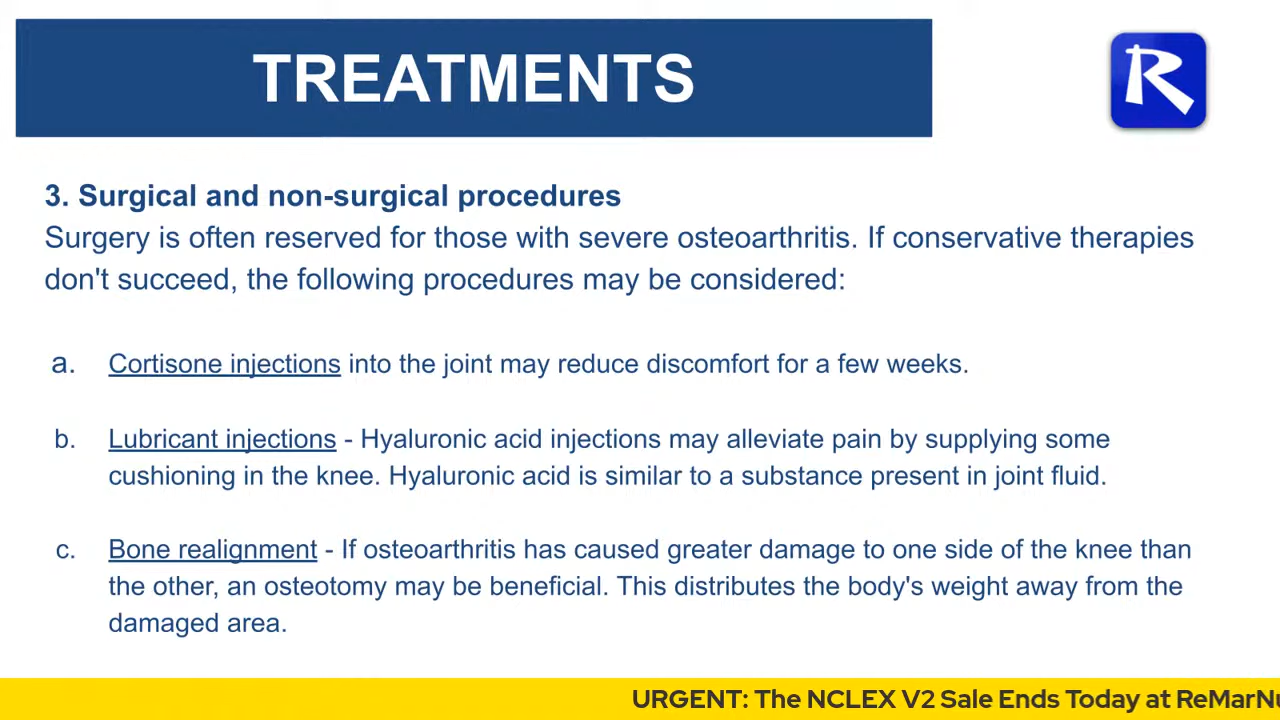 TREATMENTS
R
3. Surgical and non-surgical procedures
Surgery is often reserved for those with severe osteoarthritis. If conservative therapies
don't succeed, the following procedures may be considered:
a. Cortisone injections into the joint may reduce discomfort for a few weeks.
b. Lubricant injections - Hyaluronic acid injections may alleviate pain by supplying some
cushioning in the knee. Hyaluronic acid is similar to a substance present in joint fluid.
c. Bone realignment - If osteoarthritis has caused greater damage to one side of the knee than
the other, an osteotomy may be beneficial. This distributes the body's weight away from the
damaged area.
URGENT: The NCLEX V2 Sale Ends Today at ReMarNu